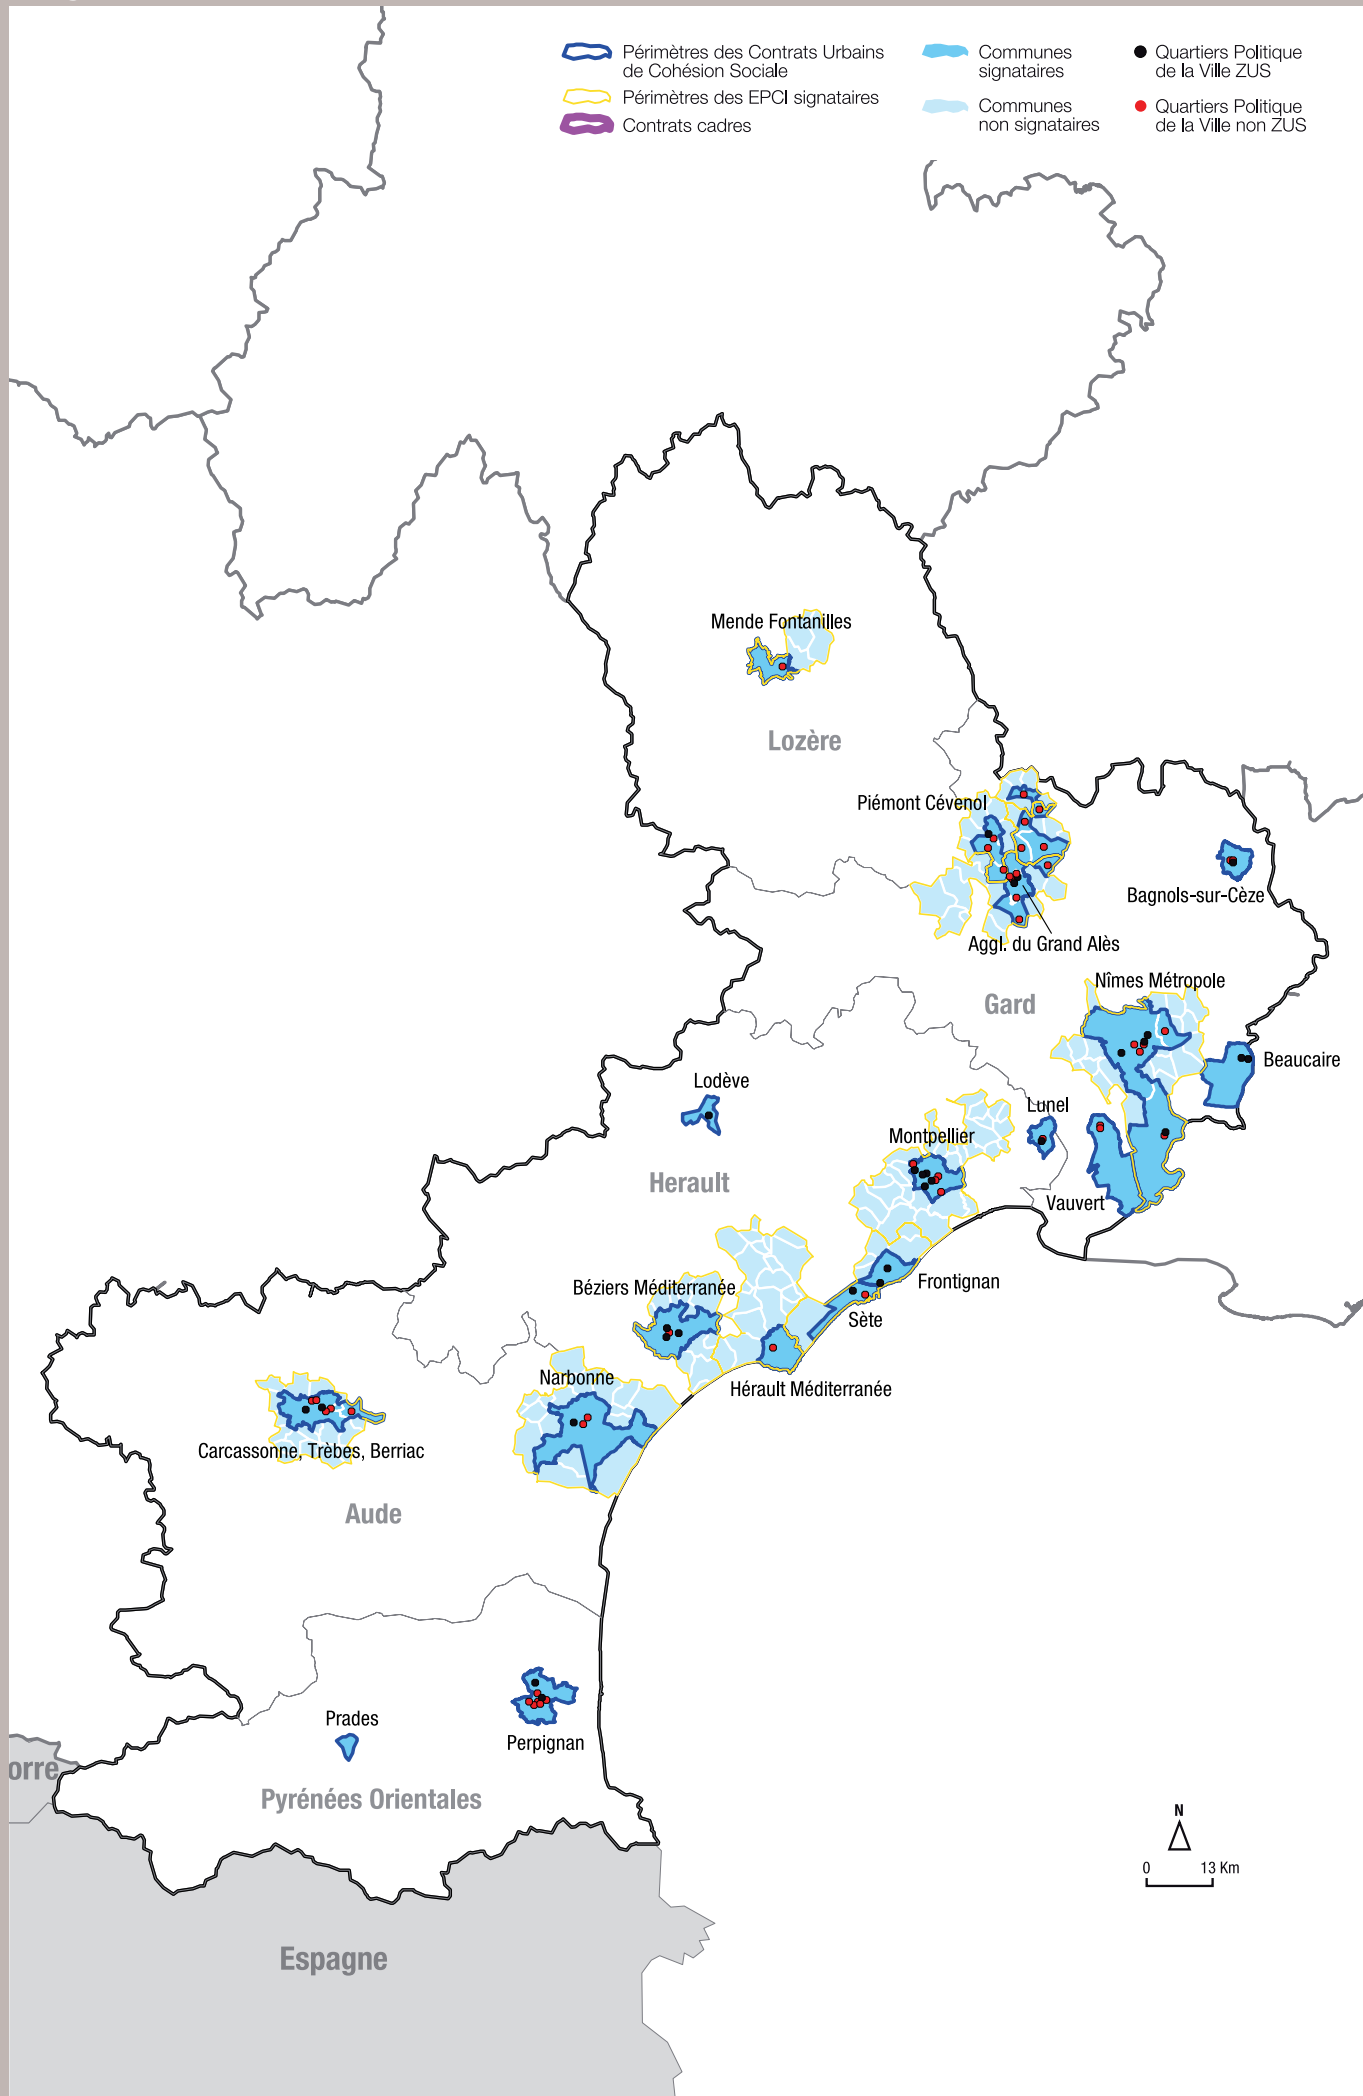 Périmètres des Contrats Urbains
de Cohésion Sociale
Périmètres des EPCI signataires
Contrats cadres
Communes
signataires
Communes
non signataires
Quartiers Politique
de la Ville ZUS
Quartiers Politique
de la Ville non ZUS
Mende Fontanilles
Lozère
Piémont Cévenol
Bagnols-sur-Cèze
Aggl. du Grand Alès
Nîmes Métropole
Gard
Beaucaire
Lodève
Lunel
Montpellier
Herault
Vauvert
Frontignan
Béziers Méditerranée
Sète
Narbonne
Hérault Méditerranée
Carcassonne, Trèbes, Berriac
Aude
Prades
Perpignan
orre
Pyrénées Orientales
N
0 13 Km
Espagne